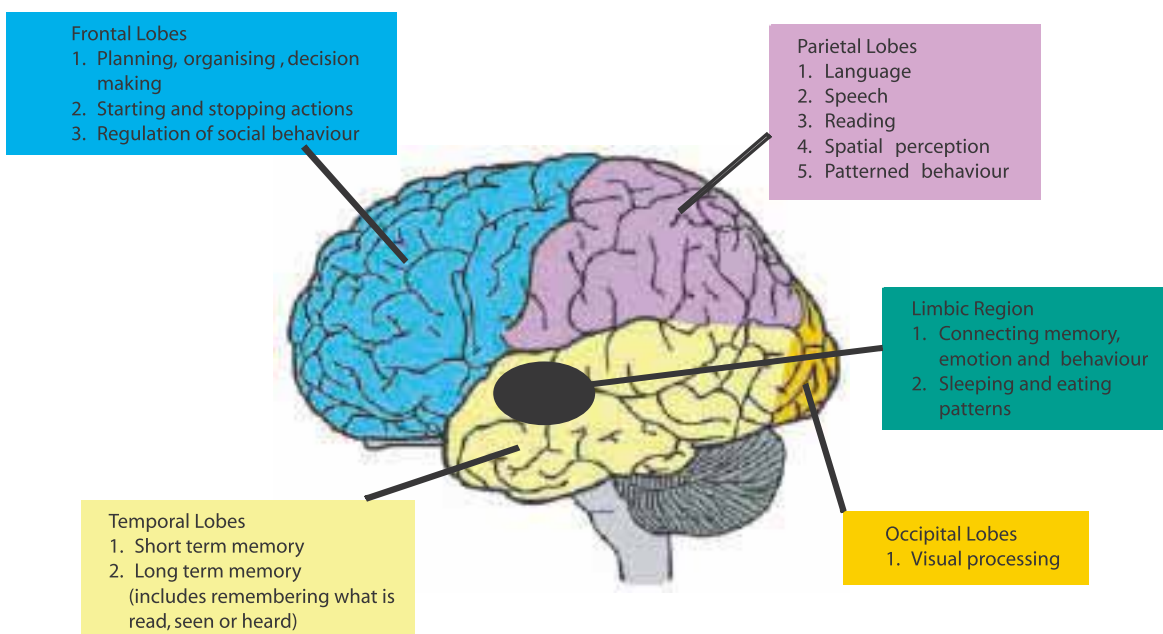 Frontal Lobes
1. Planning, organising , decision
making
2. Starting and stopping actions
3. Regulation of social behaviour
Parietal Lobes
1. Language
2. Speech
3. Reading
4. Spatial perception
5. Patterned behaviour
Limbic Region
1. Connecting memory,
emotion and behaviour
2. Sleeping and eating
patterns
Temporal Lobes
1. Short term memory
2. Long term memory
(includes remembering what is
read, seen or heard)
Occipital Lobes
1. Visual processing